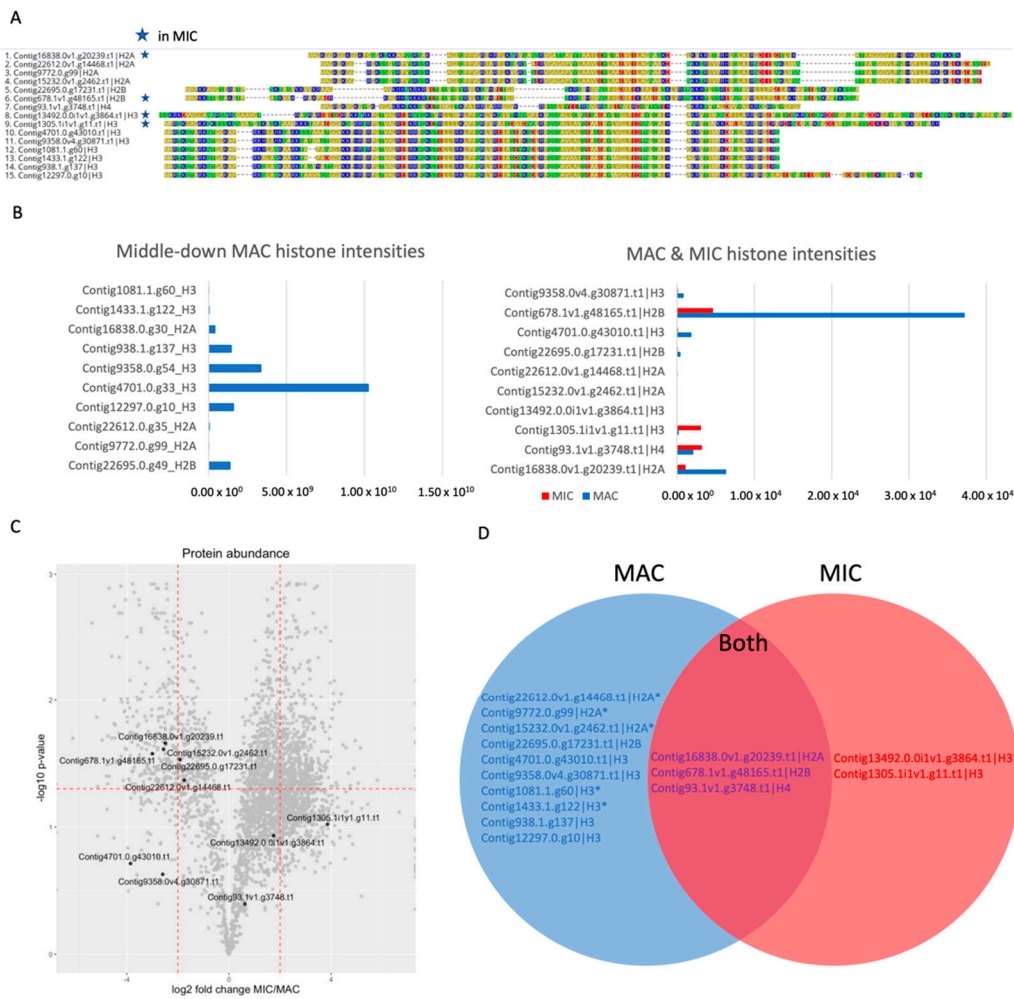 A
in MIC
1. Contig16838.0v1.g20239.t1|H2A
2. Contig22612.0v1.g14468.t1|H2A
3. Contig9772.0.g99|H2A
4. Contig15232.0v1.g2462.t1|H2A
5. Contig22695.0.g17231.t1|H2B
6. Contig678.1v1.g48165.t1|H2B
7. Contig93.1v1.g3748.t1|H4
8. Contig13492.0.0i1v1.g3864.t1|H3
9. Contig1305.1i1v1.g11.t1|H3
10. Contig4701.0.g43010.t1|H3
11. Contig9358.0v4.g30871.t1|H3
12. Contig1081.1.g60|H3
13. Contig1433.1.g122|H3
14. Contig938.1.g137|H3
15. Contig12297.0.g10|H3
B
Middle-down MAC histone intensities
Contig1081.1.g60_H3
Contig1433.1.g122_H3
Contig16838.0.g30_H2A
Contig938.1.g137_H3
Contig9358.0.g54_H3
Contig4701.0.g33_H3
Contig12297.0.g10_H3
Contig22612.0.g35_H2A
Contig9772.0.g99_H2A
Contig22695.0.g49_H2B
0.00 x 10⁰ 5.00 x 10⁹ 1.00 x 10¹⁰ 1.50 x 10¹⁰
MAC & MIC histone intensities
Contig9358.0v4.g30871.t1|H3
Contig678.1v1.g48165.t1|H2B
Contig4701.0.g43010.t1|H3
Contig22695.0.g17231.t1|H2B
Contig22612.0v1.g14468.t1|H2A
Contig15232.0v1.g2462.t1|H2A
Contig13492.0.0i1v1.g3864.t1|H3
Contig1305.1i1v1.g11.t1|H3
Contig93.1v1.g3748.t1|H4
Contig16838.0v1.g20239.t1|H2A
0.00 x 10⁰ 1.00 x 10⁴ 2.00 x 10⁴ 3.00 x 10⁴ 4.00 x 10⁴
MIC MAC
C
Protein abundance
-log10 p-value
3
2
1
0
Contig16838.0v1.g20239.t1
Contig15232.0v1.g2462.t1
Contig678.1v1.g48165.t1
Contig22695.0.g17231.t1
Contig22612.0v1.g14468.t1
Contig1305.1i1v1.g11.t1
Contig13492.0.0i1v1.g3864.t1
Contig4701.0.g43010.t1
Contig9358.0v4.g30871.t1
Contig93.1v1.g3748.t1
-4 0 4
log2 fold change MIC/MAC
D
MAC
MIC
Both
Contig22612.0v1.g14468.t1|H2A*
Contig9772.0.g99|H2A*
Contig15232.0v1.g2462.t1|H2A*
Contig22695.0.g17231.t1|H2B
Contig4701.0.g43010.t1|H3
Contig9358.0v4.g30871.t1|H3
Contig1081.1.g60|H3*
Contig1433.1.g122|H3*
Contig938.1.g137|H3
Contig12297.0.g10|H3
Contig16838.0v1.g20239.t1|H2A
Contig678.1v1.g48165.t1|H2B
Contig93.1v1.g3748.t1|H4
Contig13492.0.0i1v1.g3864.t1|H3*
Contig1305.1i1v1.g11.t1|H3